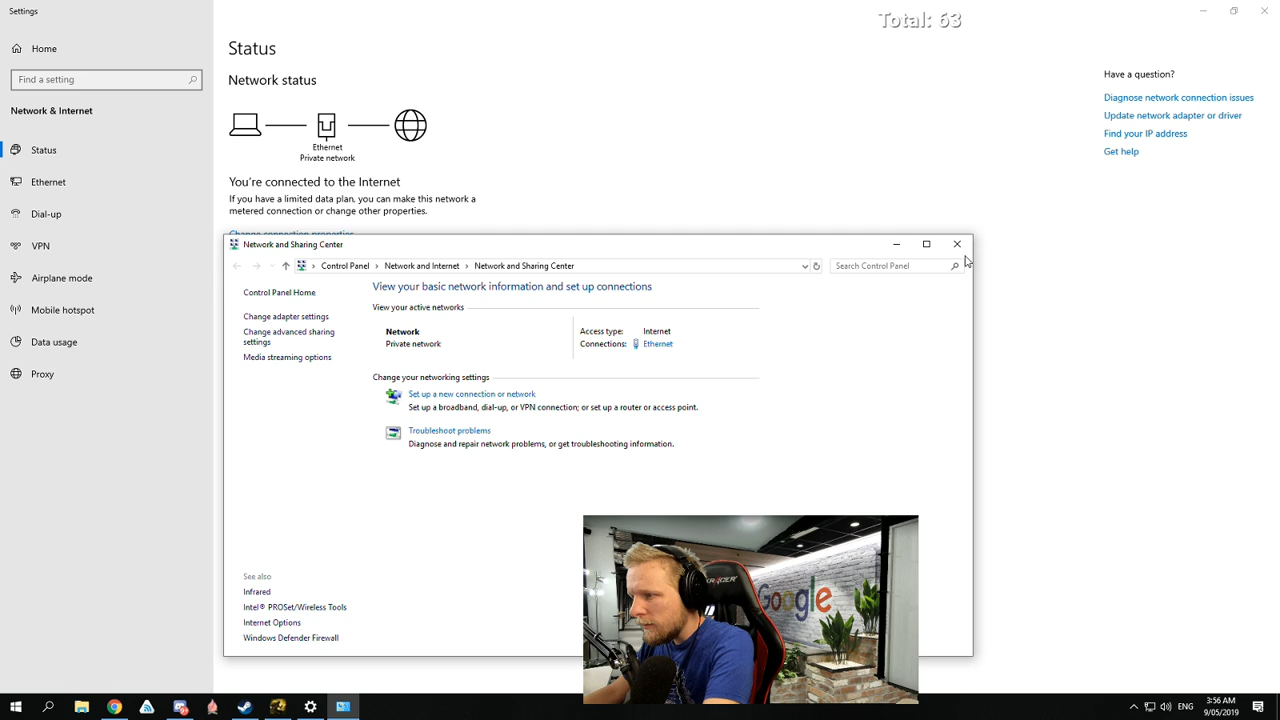 Settings
Total: 63
Home
Find a setting
Network & Internet
Status
Ethernet
Dial-up
VPN
Airplane mode
Mobile hotspot
Data usage
Proxy
Status
Network status
Ethernet
Private network
You're connected to the Internet
If you have a limited data plan, you can make this network a
metered connection or change other properties.
Change connection properties
Have a question?
Diagnose network connection issues
Update network adapter or driver
Find your IP address
Get help
Network and Sharing Center
Control Panel > Network and Internet > Network and Sharing Center
Search Control Panel
Control Panel Home
Change adapter settings
Change advanced sharing
settings
Media streaming options
View your basic network information and set up connections
View your active networks
Network
Private network
Access type: Internet
Connections: Ethernet
Change your networking settings
Set up a new connection or network
Set up a broadband, dial-up, or VPN connection; or set up a router or access point.
Troubleshoot problems
Diagnose and repair network problems, or get troubleshooting information.
See also
Infrared
Intel® PROSet/Wireless Tools
Internet Options
Windows Defender Firewall
Google
ENG
3:56 AM
9/05/2019